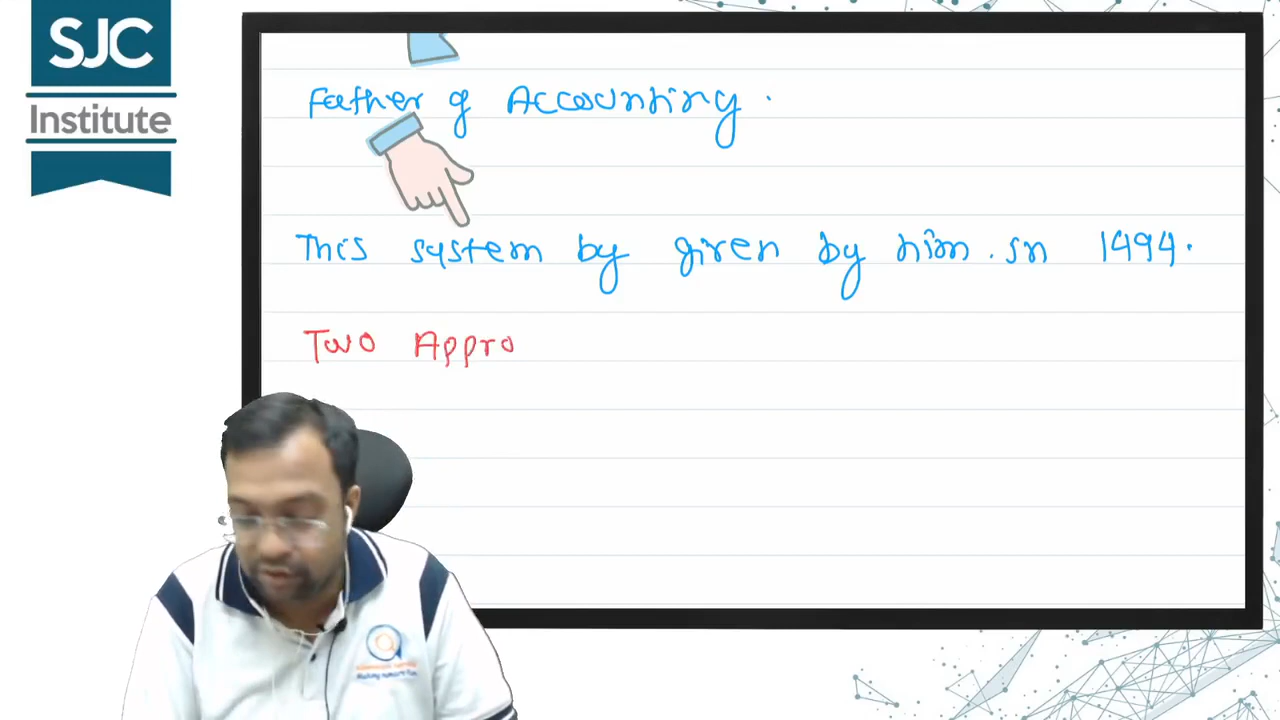 SJC
Institute
Father of Accounting.
This system by given by him. In 1494.
Two Appro